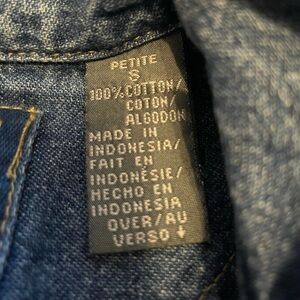 PETITE
S
100%COTTON/
COTON/
ALGODON
MADE IN
INDONESIA/
FAIT EN
INDONÉSIE/
HECHO EN
INDONESIA
OVER/AU
VERSO↓